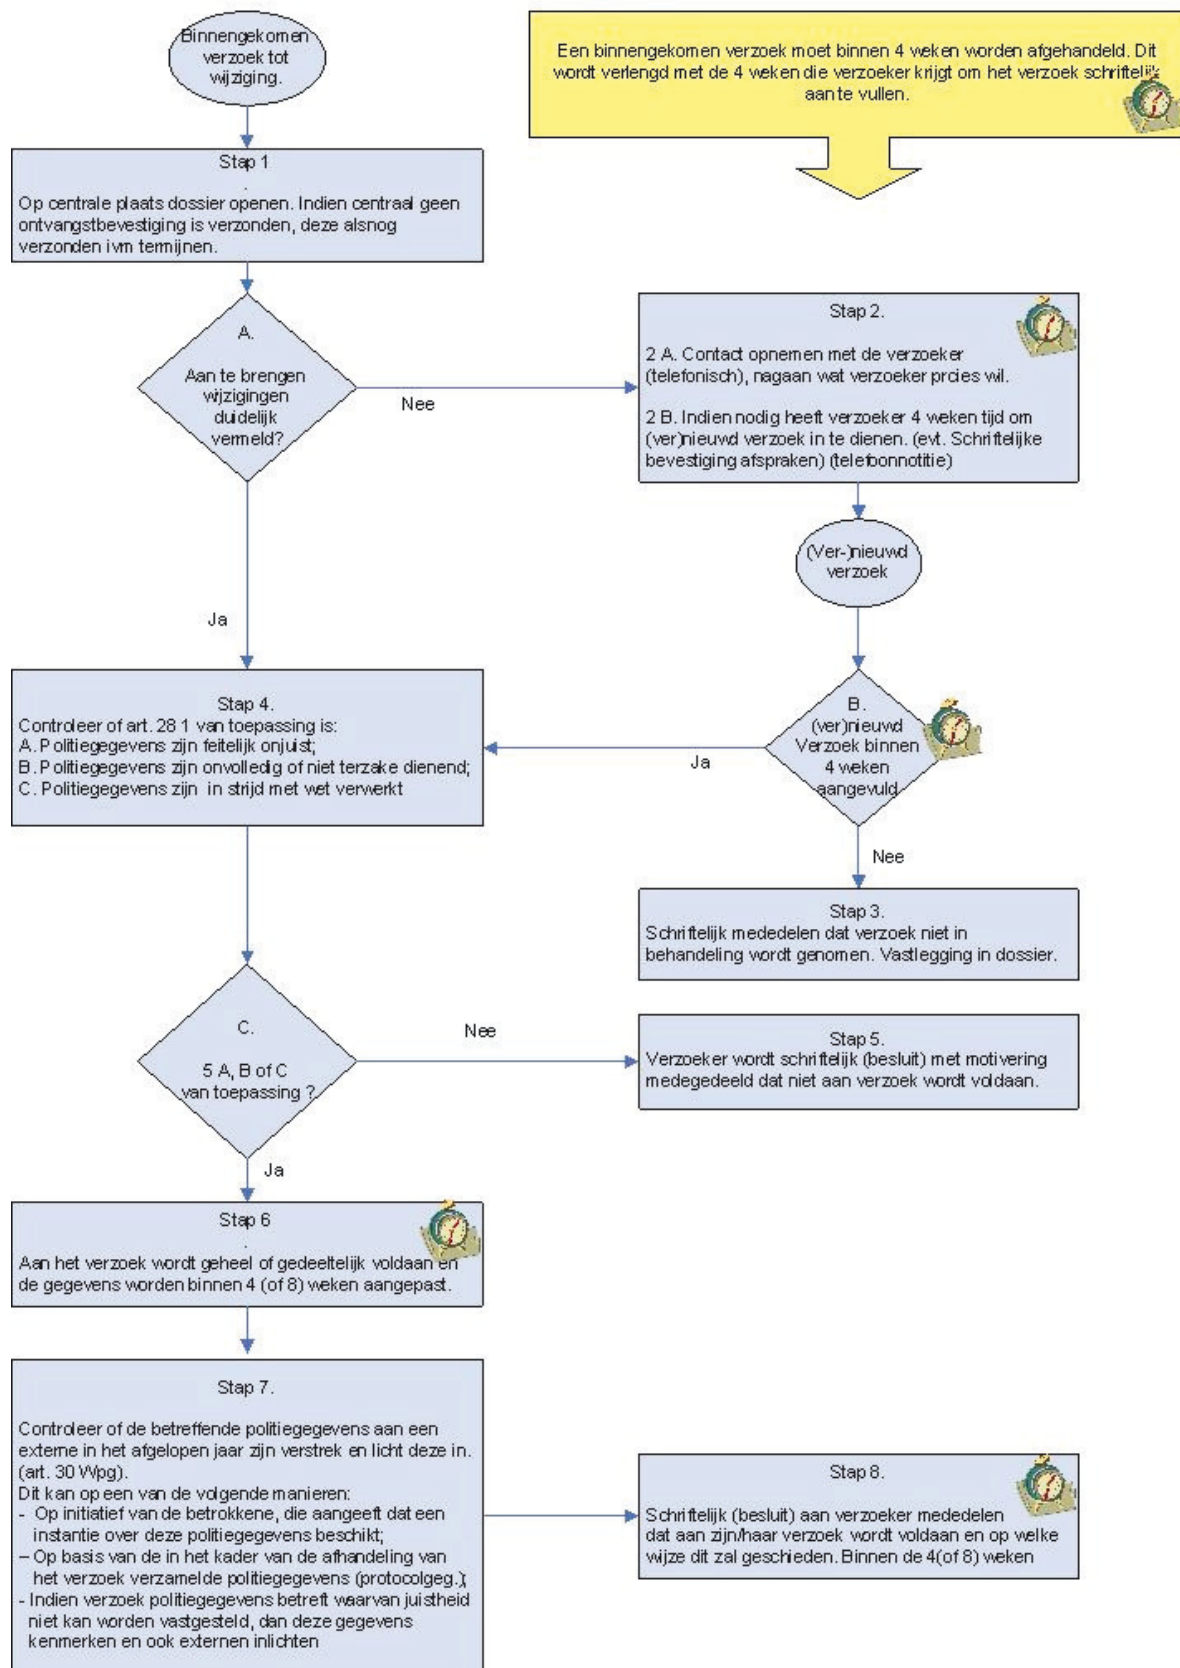 Binnengekomen
verzoek tot
wijziging.
Een binnengekomen verzoek moet binnen 4 weken worden afgehandeld. Dit
wordt verlengd met de 4 weken die verzoeker krijgt om het verzoek schriftelijk
aan te vullen.
Stap 1
.
Op centrale plaats dossier openen. Indien centraal geen
ontvangstbevestiging is verzonden, deze alsnog
verzonden ivm termijnen.
A.
Aan te brengen
wijzigingen
duidelijk
vermeld?
Nee
Stap 2.
2 A. Contact opnemen met de verzoeker
(telefonisch), nagaan wat verzoeker prcies wil.
2 B. Indien nodig heeft verzoeker 4 weken tijd om
(ver)nieuwd verzoek in te dienen. (evt. Schriftelijke
bevestiging afspraken) (telefoonnotitie)
(Ver-)nieuwd
verzoek
Ja
Stap 4.
Controleer of art. 28 1 van toepassing is:
A. Politiegegevens zijn feitelijk onjuist;
B. Politiegegevens zijn onvolledig of niet terzake dienend;
C. Politiegegevens zijn in strijd met wet verwerkt
Ja
B.
(ver)nieuwd
Verzoek binnen
4 weken
aangevuld
Nee
Stap 3.
Schriftelijk mededelen dat verzoek niet in
behandeling wordt genomen. Vastlegging in dossier.
C.
5 A, B of C
van toepassing ?
Nee
Stap 5.
Verzoeker wordt schriftelijk (besluit) met motivering
medegedeeld dat niet aan verzoek wordt voldaan.
Ja
Stap 6
.
Aan het verzoek wordt geheel of gedeeltelijk voldaan en
de gegevens worden binnen 4 (of 8) weken aangepast.
Stap 7.
Controleer of de betreffende politiegegevens aan een
externe in het afgelopen jaar zijn verstrek en licht deze in.
(art. 30 Wpg).
Dit kan op een van de volgende manieren:
- Op initiatief van de betrokkene, die aangeeft dat een
instantie over deze politiegegevens beschikt;
– Op basis van de in het kader van de afhandeling van
het verzoek verzamelde politiegegevens (protocolgeg.);
- Indien verzoek politiegegevens betreft waarvan juistheid
niet kan worden vastgesteld, dan deze gegevens
kenmerken en ook externen inlichten
Stap 8.
Schriftelijk (besluit) aan verzoeker mededelen
dat aan zijn/haar verzoek wordt voldaan en op welke
wijze dit zal geschieden. Binnen de 4(of 8) weken